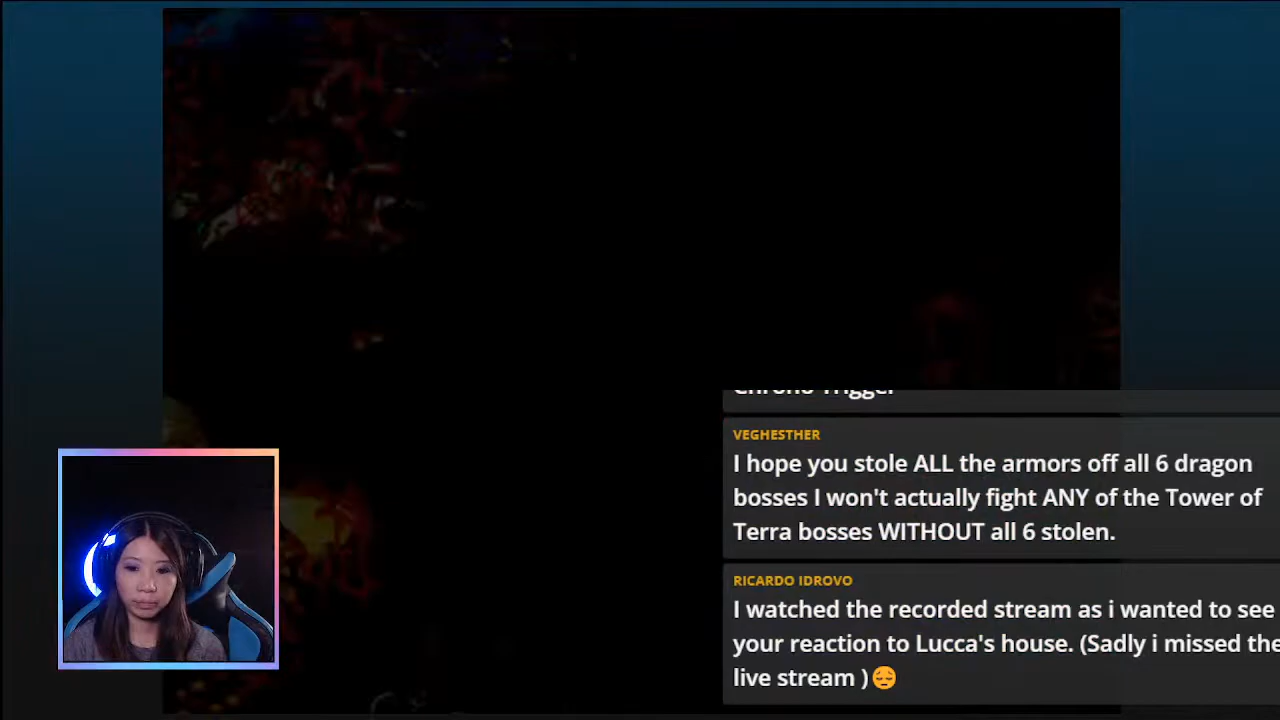 Chrono Trigger
VEGHESTHER
I hope you stole ALL the armors off all 6 dragon
bosses I won't actually fight ANY of the Tower of
Terra bosses WITHOUT all 6 stolen.
RICARDO IDROVO
I watched the recorded stream as i wanted to see
your reaction to Lucca's house. (Sadly i missed the
live stream )😔